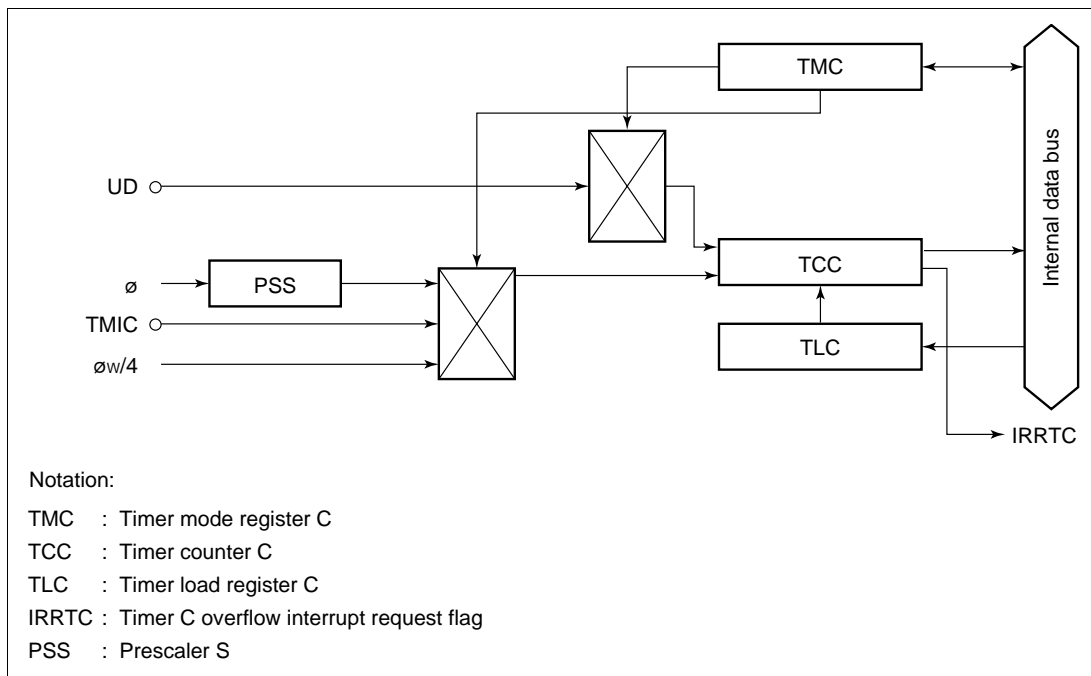 TMC
UD
TCC
Internal data bus
ø
PSS
TMIC
TLC
øw/4
IRRTC
Notation:
TMC : Timer mode register C
TCC : Timer counter C
TLC : Timer load register C
IRRTC : Timer C overflow interrupt request flag
PSS : Prescaler S